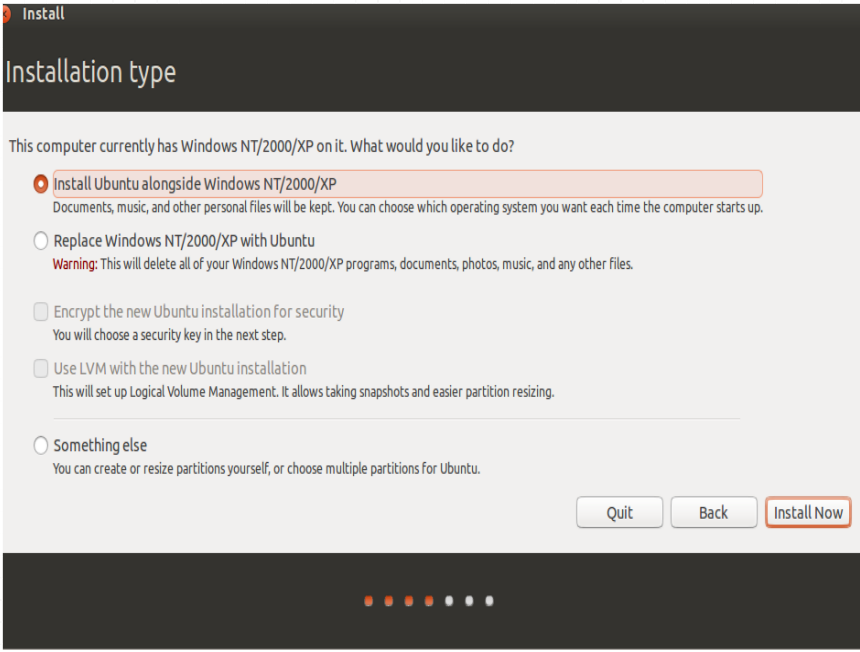 Install
Installation type
This computer currently has Windows NT/2000/XP on it. What would you like to do?
Install Ubuntu alongside Windows NT/2000/XP
Documents, music, and other personal files will be kept. You can choose which operating system you want each time the computer starts up.
Replace Windows NT/2000/XP with Ubuntu
Warning: This will delete all of your Windows NT/2000/XP programs, documents, photos, music, and any other files.
Encrypt the new Ubuntu installation for security
You will choose a security key in the next step.
Use LVM with the new Ubuntu installation
This will set up Logical Volume Management. It allows taking snapshots and easier partition resizing.
Something else
You can create or resize partitions yourself, or choose multiple partitions for Ubuntu.
Quit Back Install Now